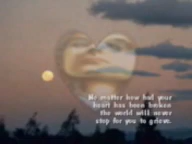 No matter how bad your
heart has been broken
the world will never
stop for you to grieve.